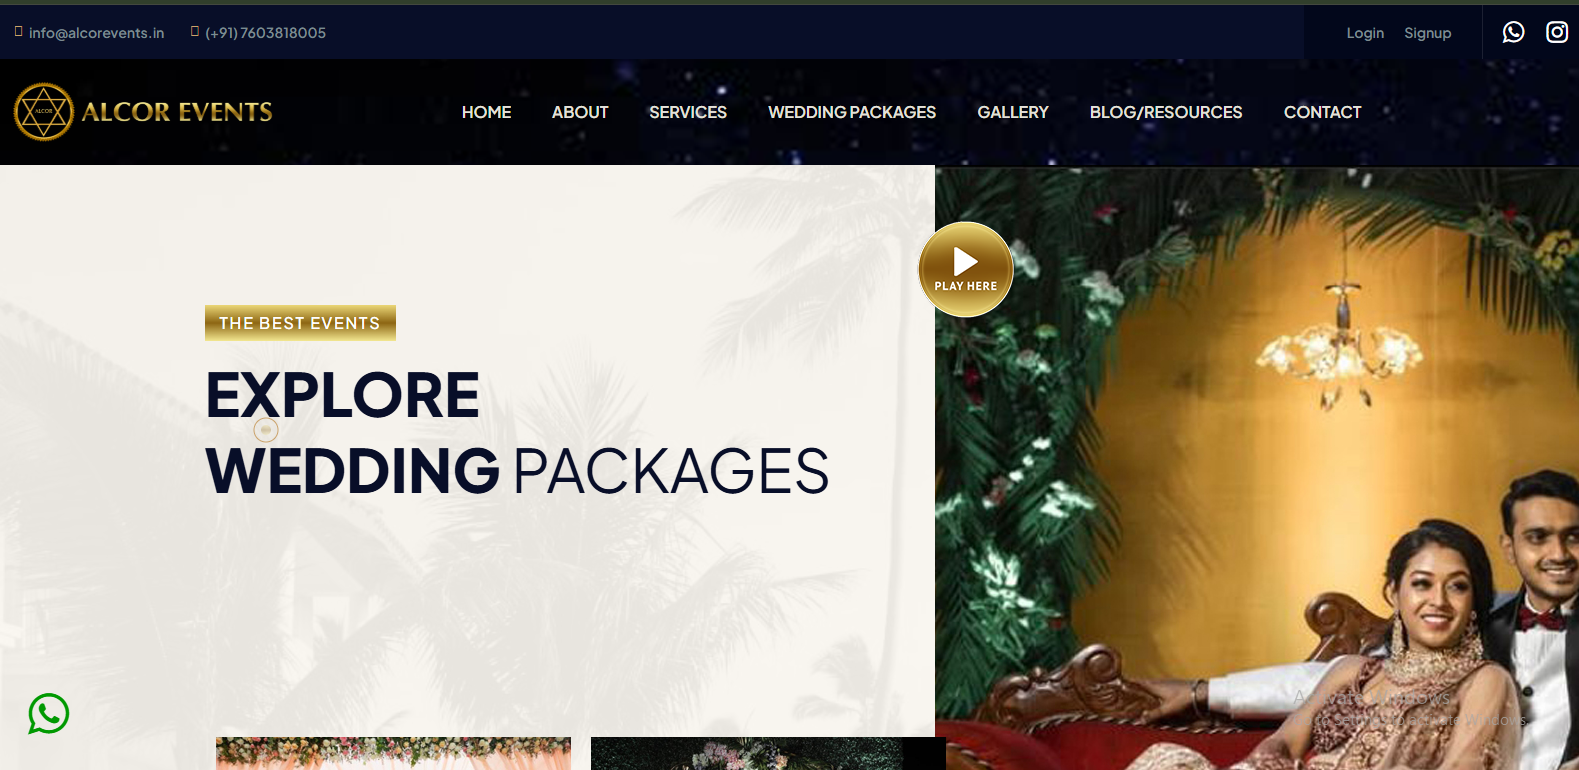 info@alcorevents.in (+91) 7603818005 Login Signup
ALCOR
ALCOR EVENTS
HOME ABOUT SERVICES WEDDING PACKAGES GALLERY BLOG/RESOURCES CONTACT
PLAY HERE
THE BEST EVENTS
EXPLORE
WEDDING PACKAGES
Activate Windows
Go to Settings to activate Windows.